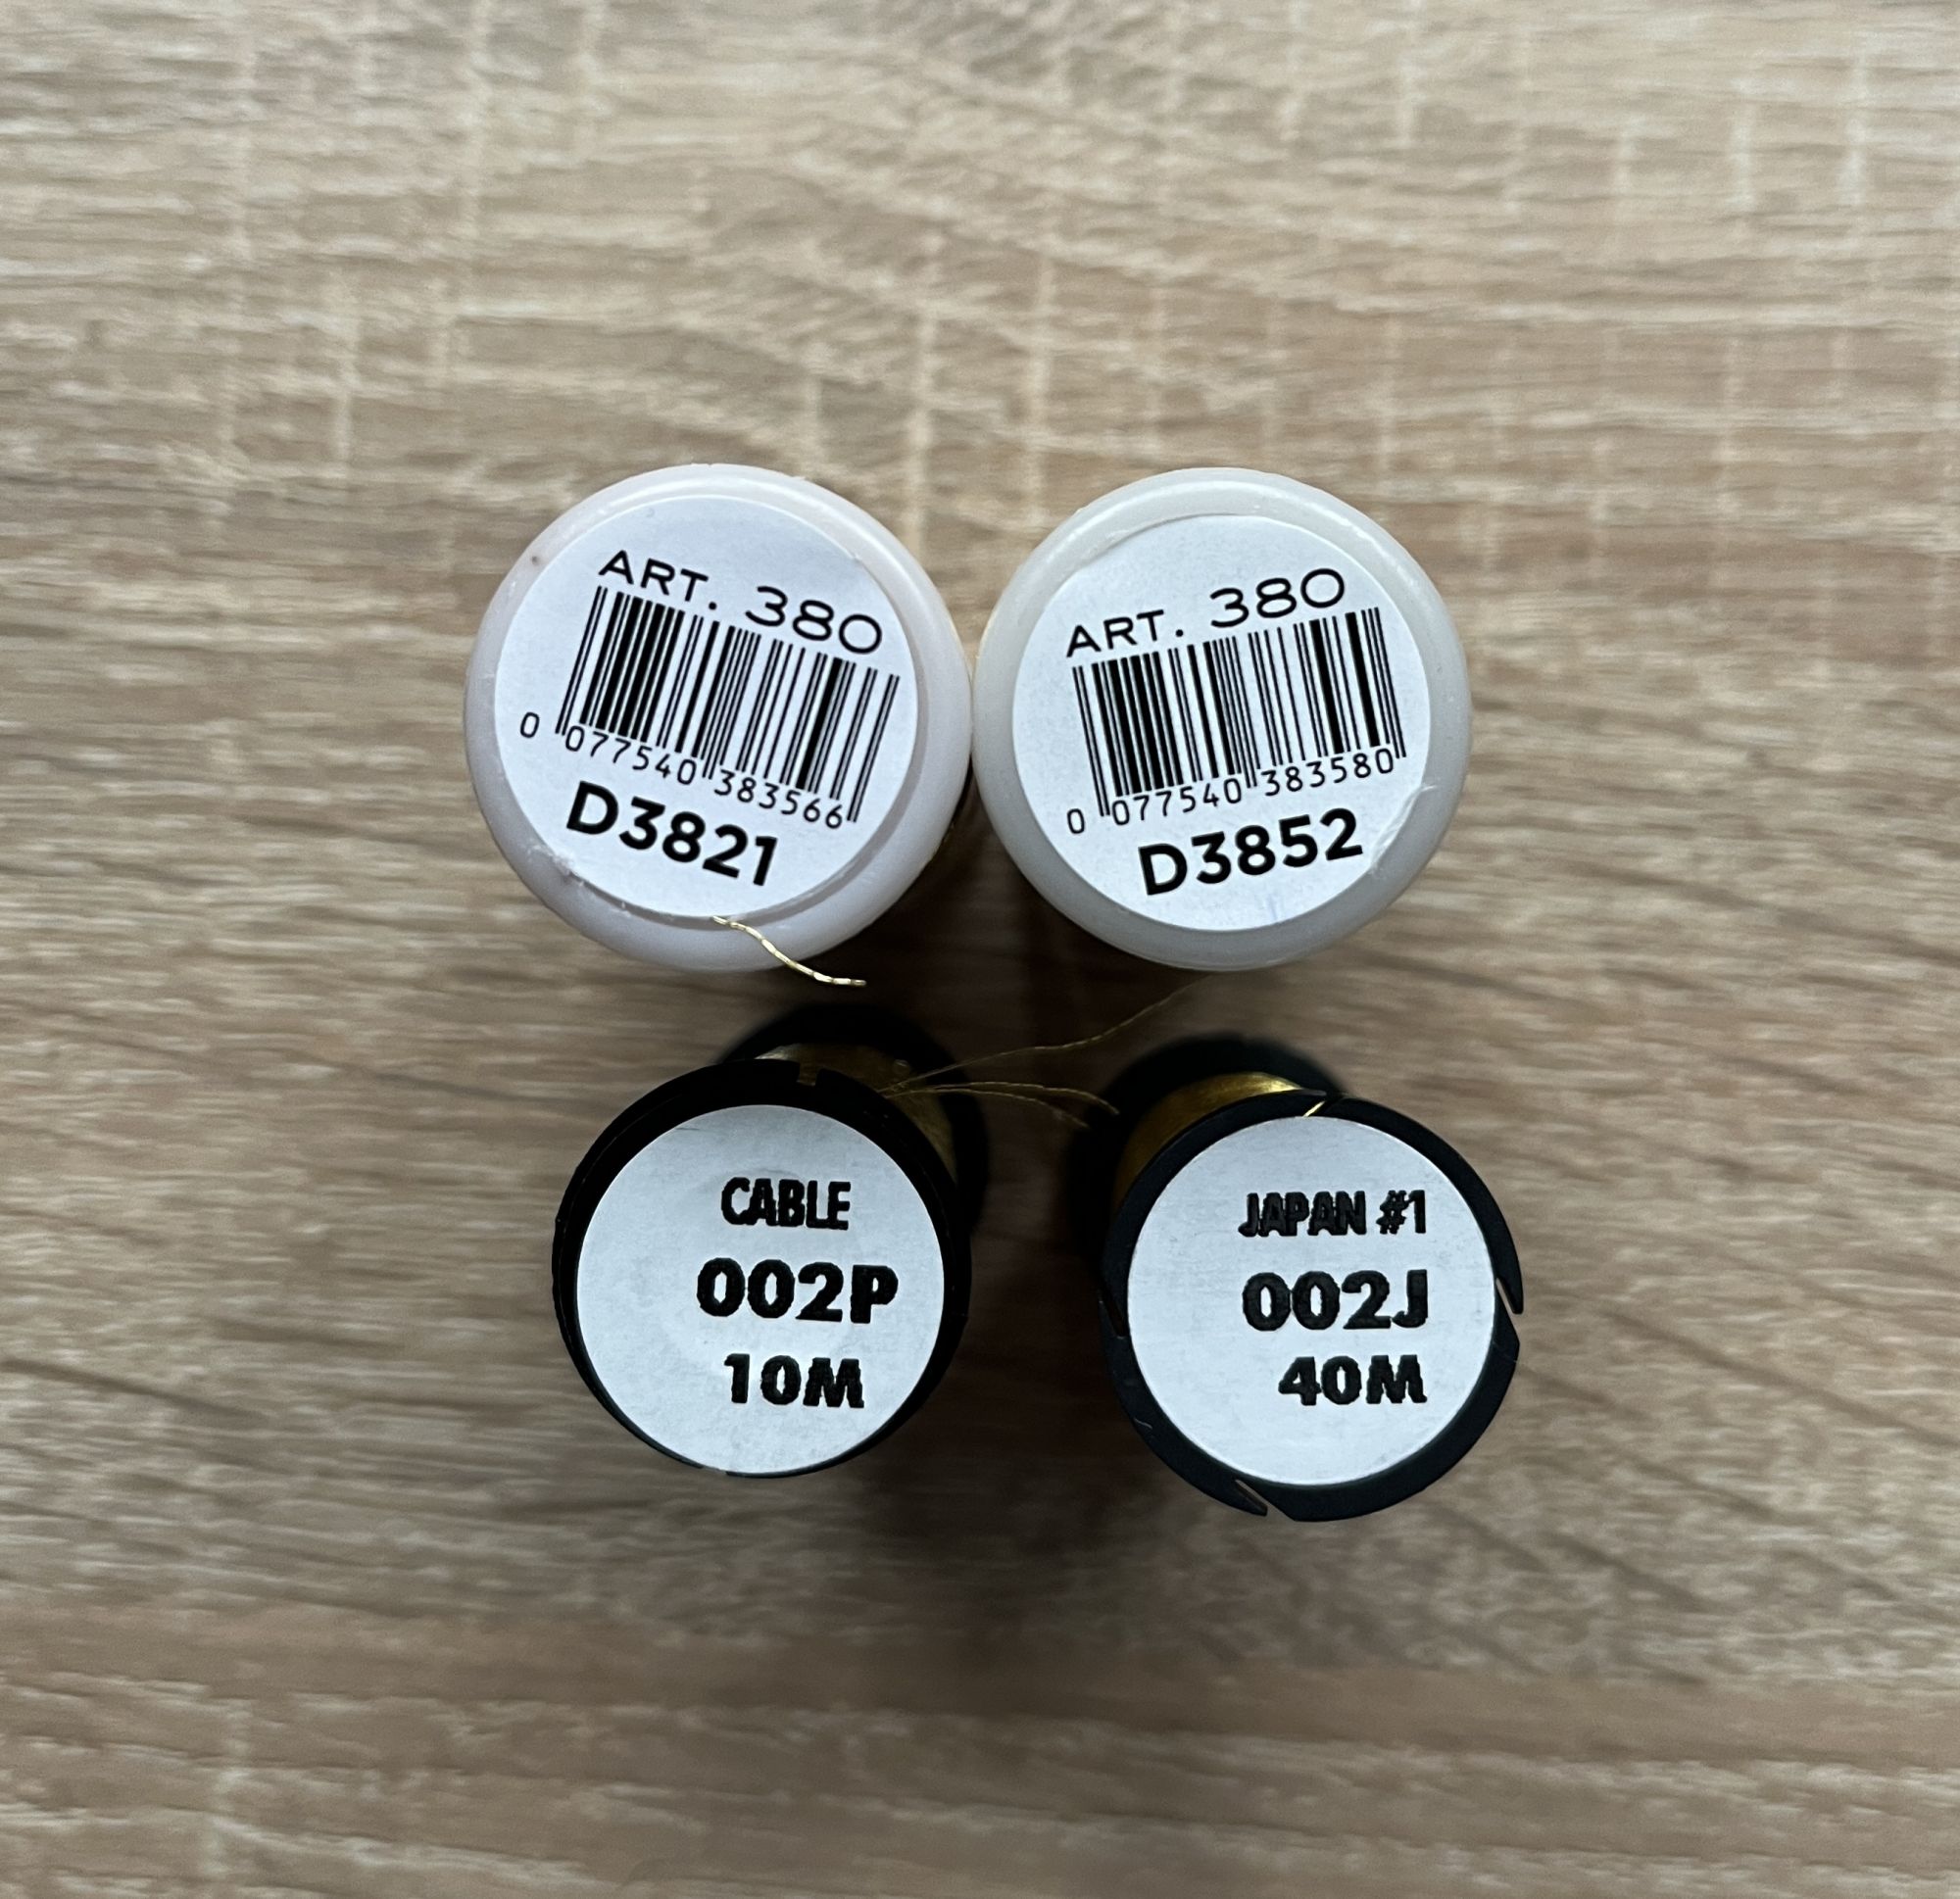 ART. 380
0 077540 383566
D3821
ART. 380
0 077540 383580
D3852
CABLE
002P
10M
JAPAN #1
002J
40M